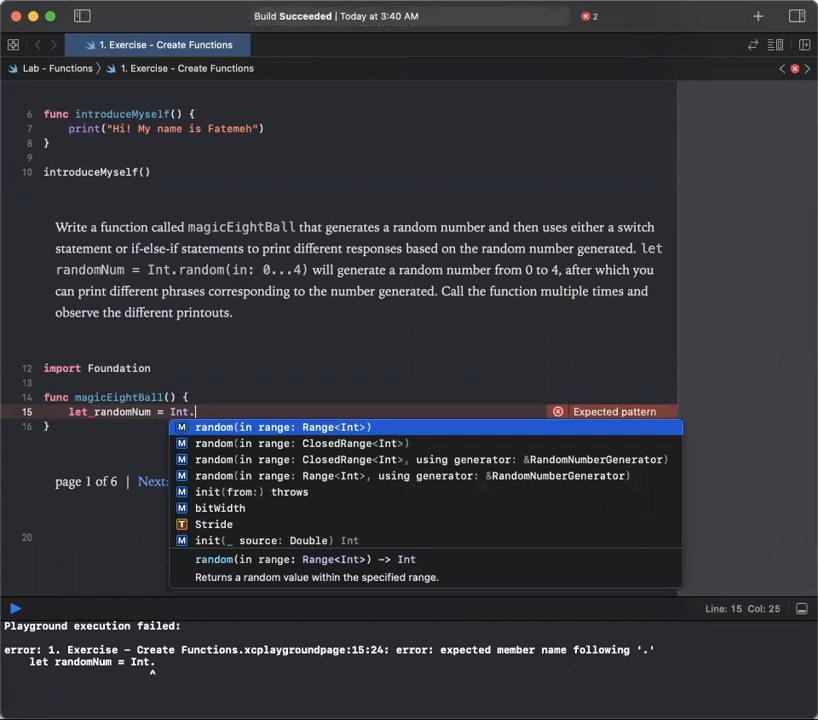 Build Succeeded | Today at 3:40 AM
2
1. Exercise - Create Functions
Lab - Functions
1. Exercise - Create Functions
6 func introduceMyself() {
7 print("Hi! My name is Fatemeh")
8 }
9
10 introduceMyself()
Write a function called magicEightBall that generates a random number and then uses either a switch
statement or if-else-if statements to print different responses based on the random number generated. let
randomNum = Int.random(in: 0...4) will generate a random number from 0 to 4, after which you
can print different phrases corresponding to the number generated. Call the function multiple times and
observe the different printouts.
12 import Foundation
13
14 func magicEightBall() {
15 let randomNum = Int. Expected pattern
16 }
M random(in range: Range<Int>)
M random(in range: ClosedRange<Int>)
M random(in range: ClosedRange<Int>, using generator: &RandomNumberGenerator)
M random(in range: Range<Int>, using generator: &RandomNumberGenerator)
M init(from:) throws
M bitWidth
T Stride
M init(_ source: Double) Int
random(in range: Range<Int>) -> Int
Returns a random value within the specified range.
page 1 of 6 | Next:
20
Line: 15 Col: 25
Playground execution failed:
error: 1. Exercise - Create Functions.xcplaygroundpage:15:24: error: expected member name following '.'
let randomNum = Int.
^